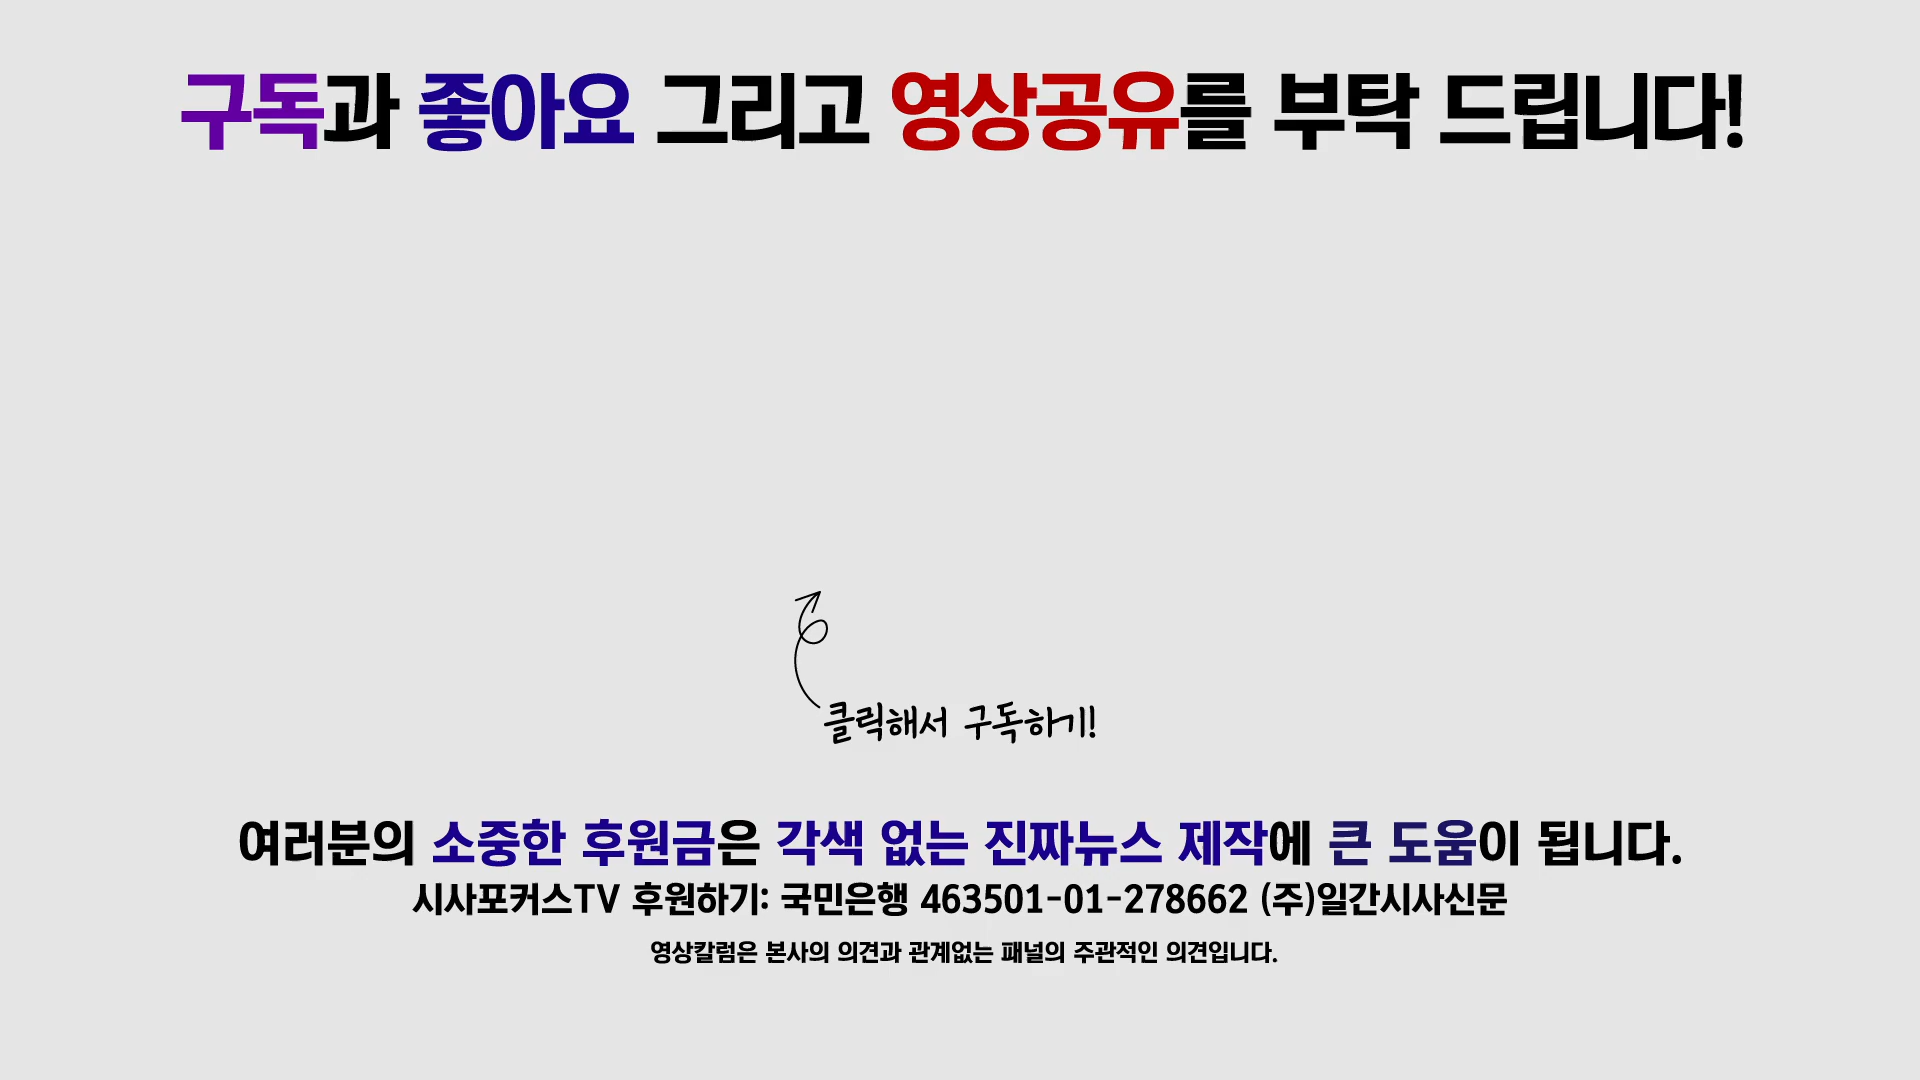 구독과 좋아요 그리고 영상공유를 부탁 드립니다!
클릭해서 구독하기!
여러분의 소중한 후원금은 각색 없는 진짜뉴스 제작에 큰 도움이 됩니다.
시사포커스TV 후원하기: 국민은행 463501-01-278662 (주)일간시사신문
영상칼럼은 본사의 의견과 관계없는 패널의 주관적인 의견입니다.